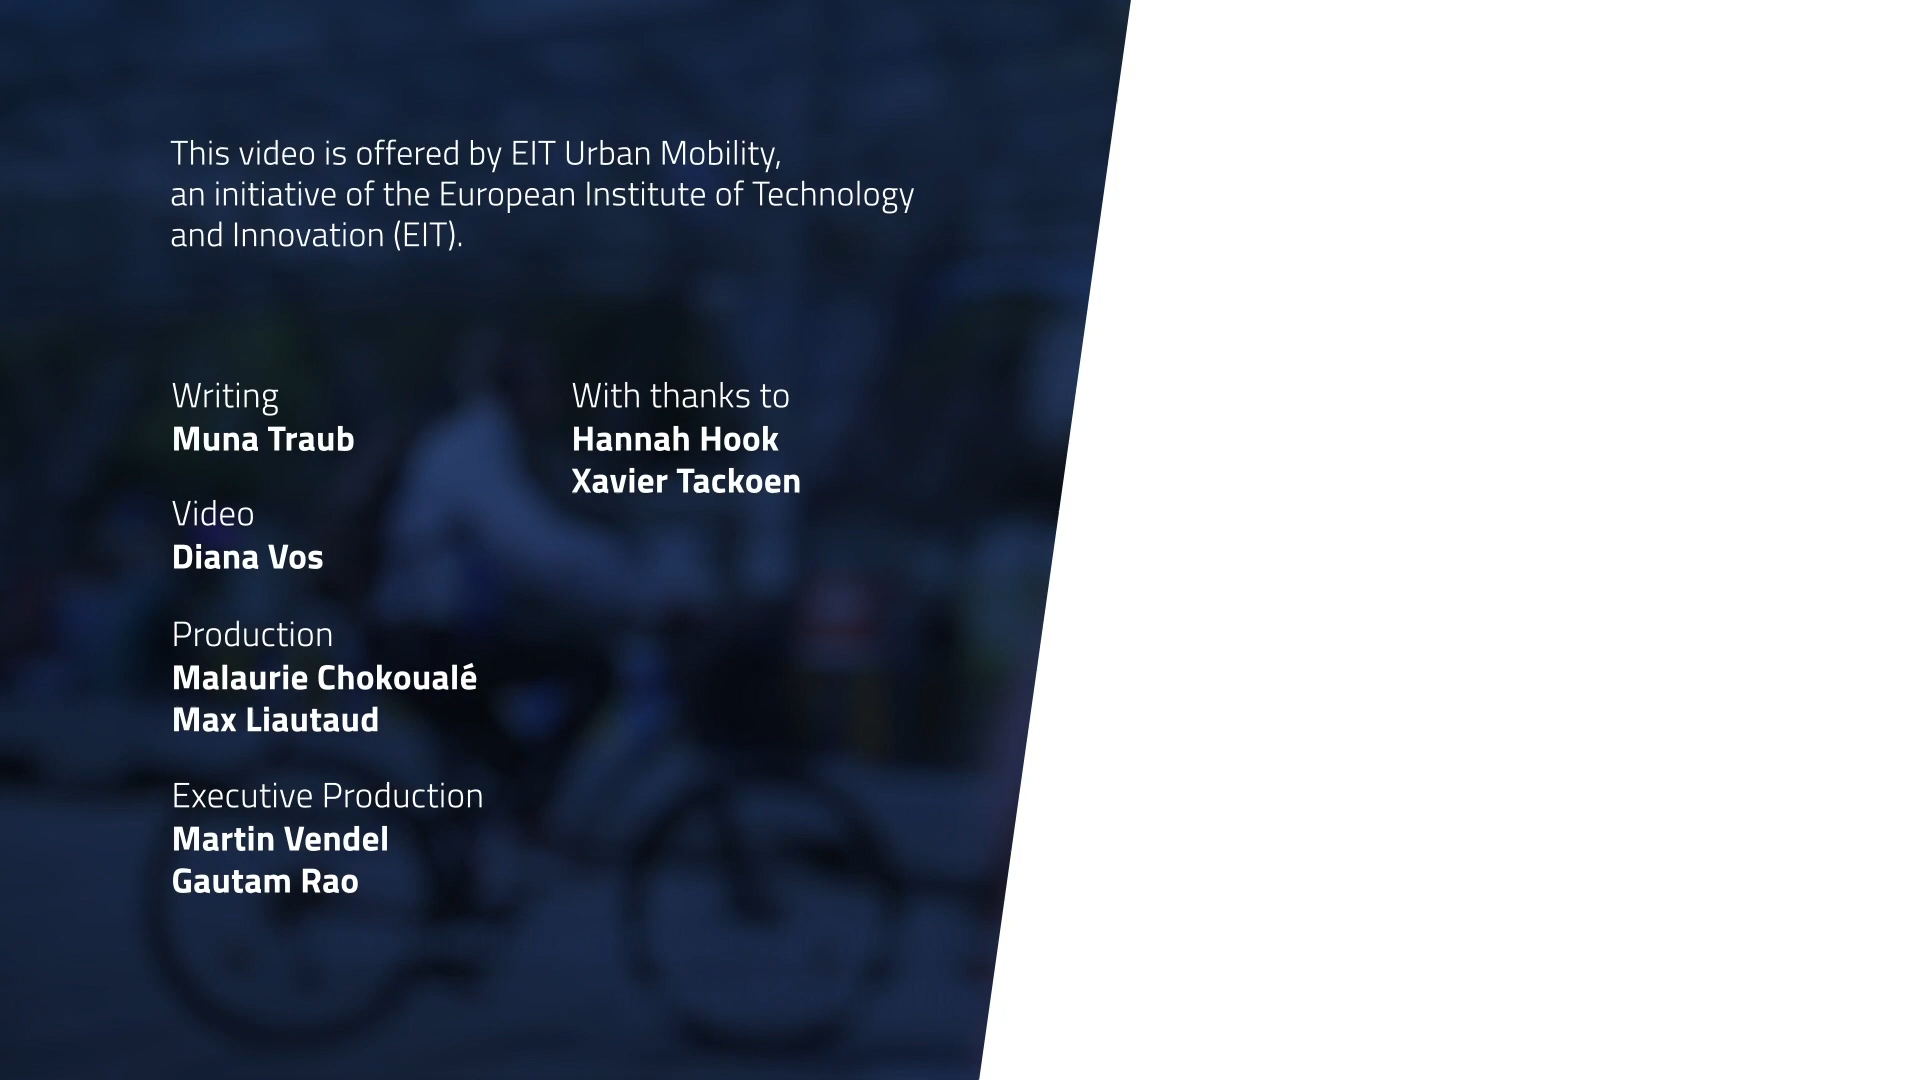 This video is offered by EIT Urban Mobility,
an initiative of the European Institute of Technology
and Innovation (EIT).
Writing
Muna Traub
Video
Diana Vos
Production
Malaurie Chokoualé
Max Liautaud
Executive Production
Martin Vendel
Gautam Rao
With thanks to
Hannah Hook
Xavier Tackoen